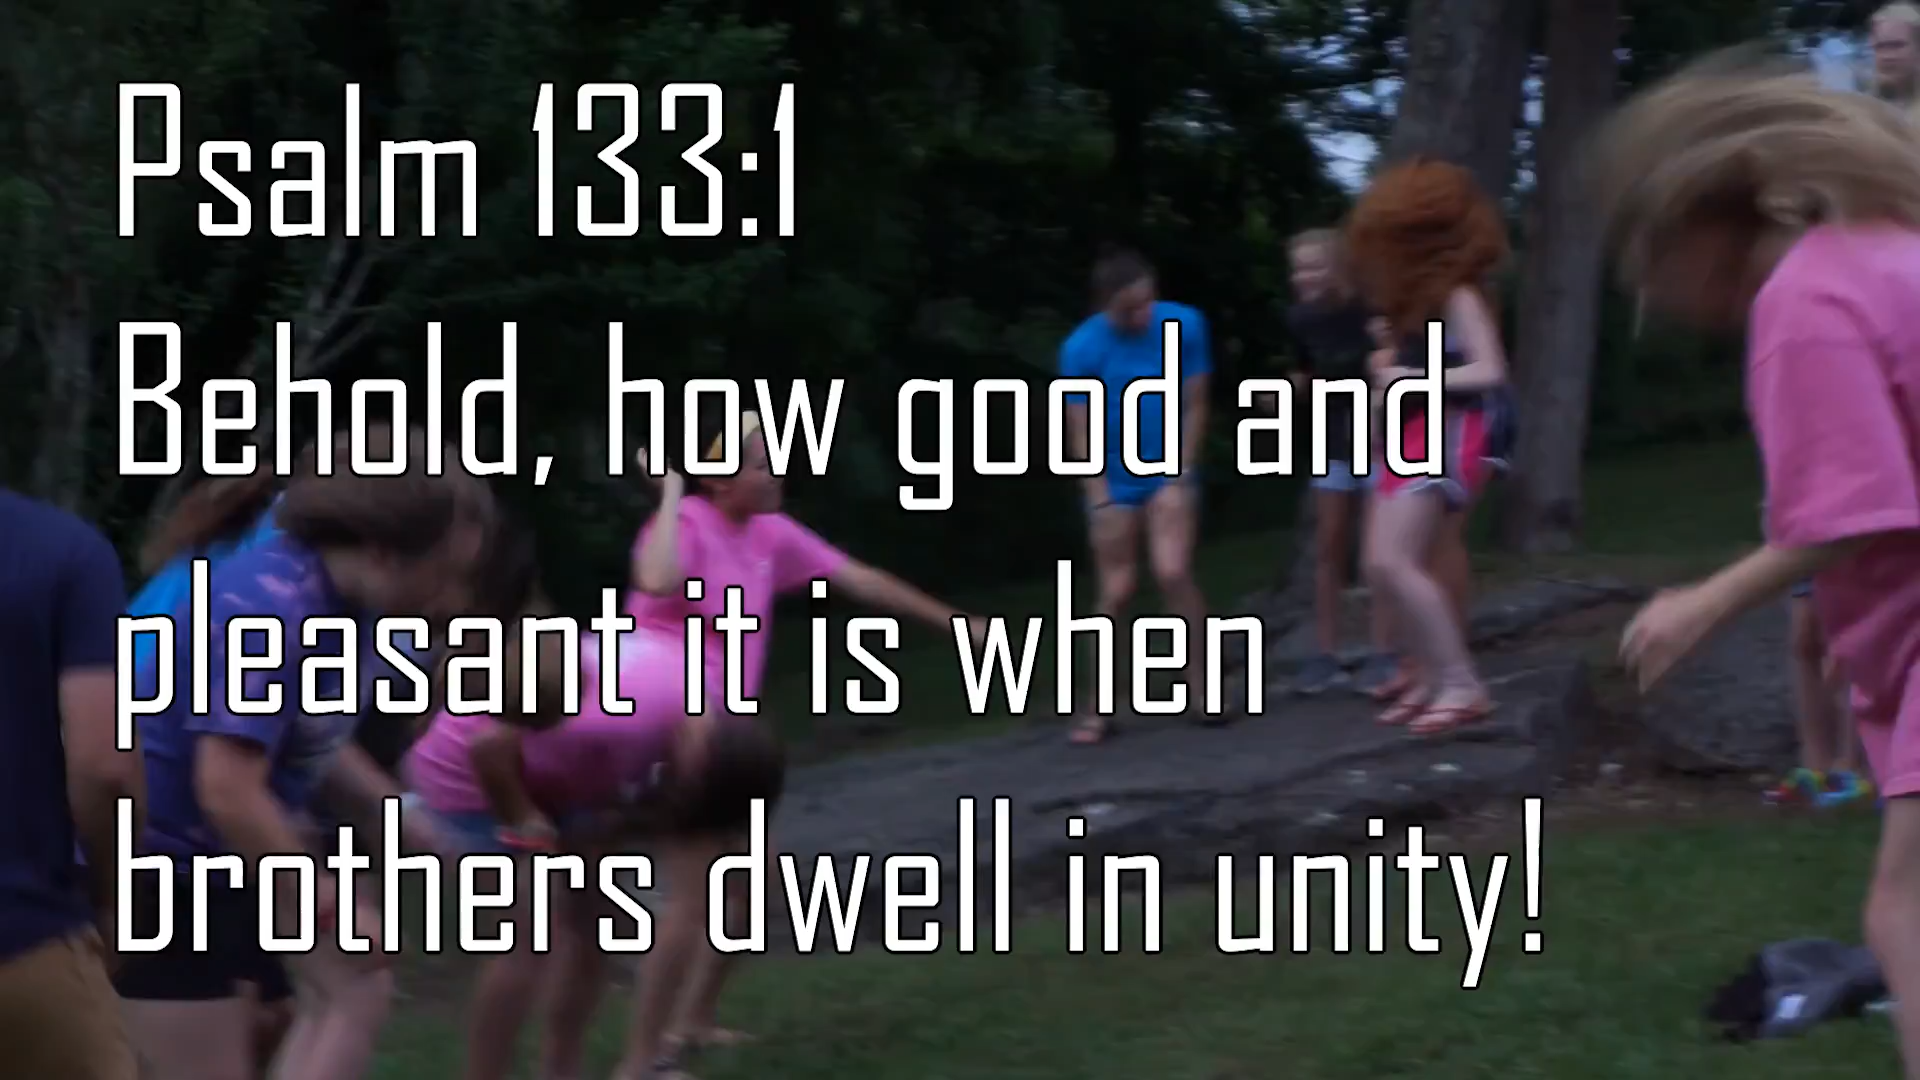 Psalm 133:1
Behold, how good and
pleasant it is when
brothers dwell in unity!